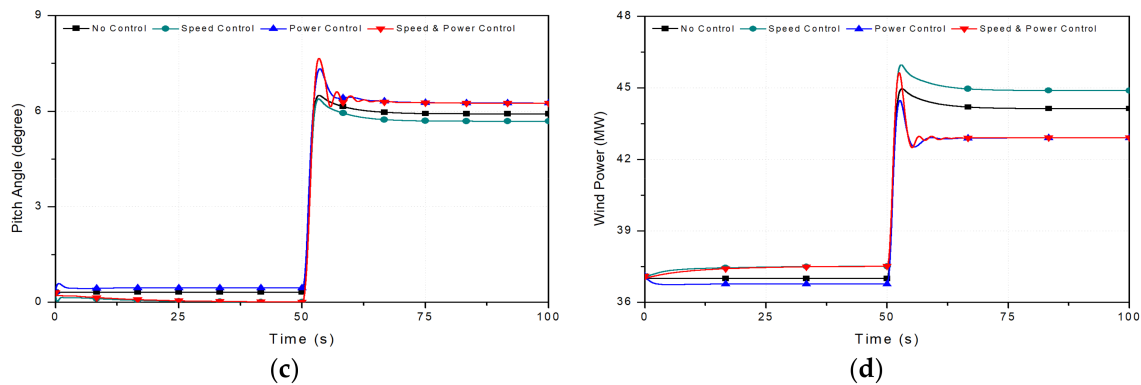 9
No Control Speed Control Power Control Speed & Power Control
6
3
0
Pitch Angle (degree)
0 25 50 75 100
Time (s)
(c)
48
No Control Speed Control Power Control Speed & Power Control
45
42
39
36
Wind Power (MW)
0 25 50 75 100
Time (s)
(d)